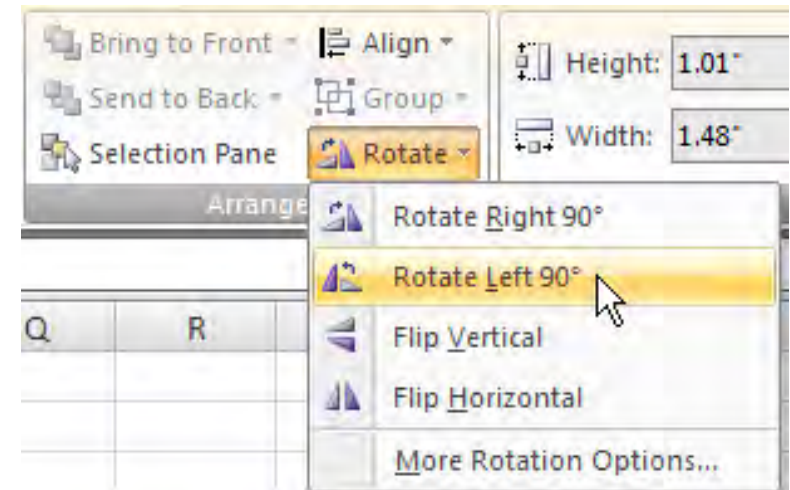 Bring to Front
Send to Back
Selection Pane
Align
Group
Rotate
Arrange
Height: 1.01"
Width: 1.48"
Rotate Right 90°
Rotate Left 90°
Flip Vertical
Flip Horizontal
More Rotation Options...
Q R